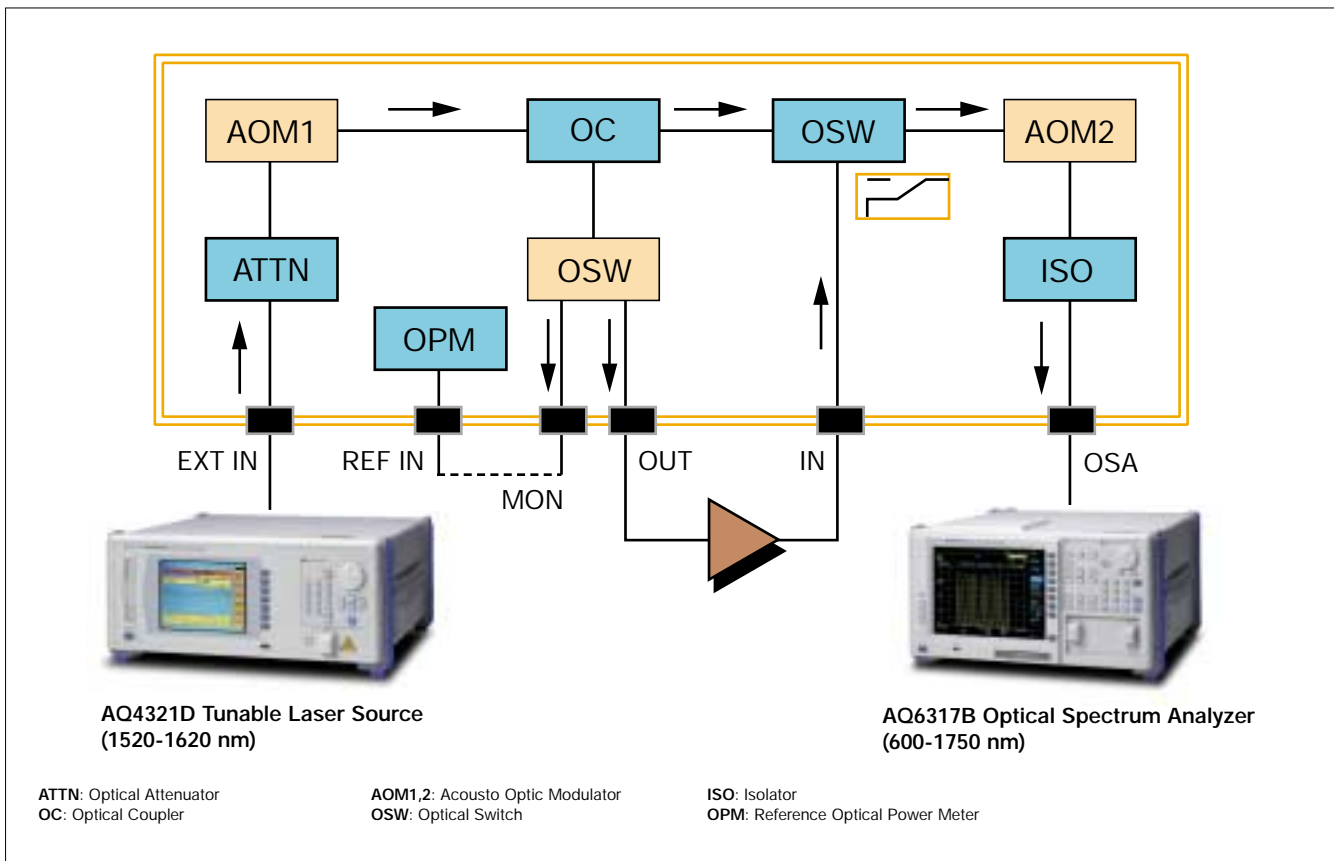 AOM1
OC
OSW
AOM2
ATTN
OSW
ISO
OPM
EXT IN
REF IN
MON
OUT
IN
OSA
AQ4321D Tunable Laser Source
(1520-1620 nm)
AQ6317B Optical Spectrum Analyzer
(600-1750 nm)
ATTN: Optical Attenuator
AOM1,2: Acousto Optic Modulator
ISO: Isolator
OC: Optical Coupler
OSW: Optical Switch
OPM: Reference Optical Power Meter